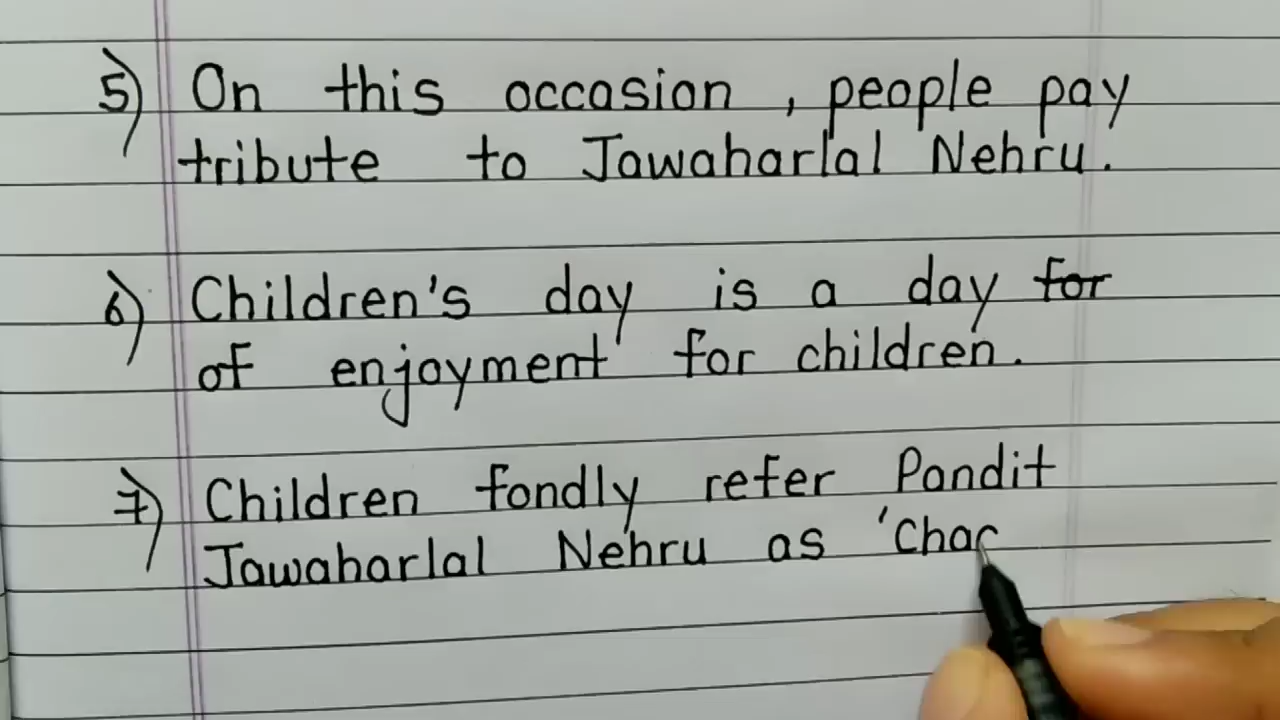 5) On this occasion , people pay
tribute to Jawaharlal Nehru.
6) Children's day is a day for
of enjoyment for children.
7) Children fondly refer Pandit
Jawaharlal Nehru as 'Chac